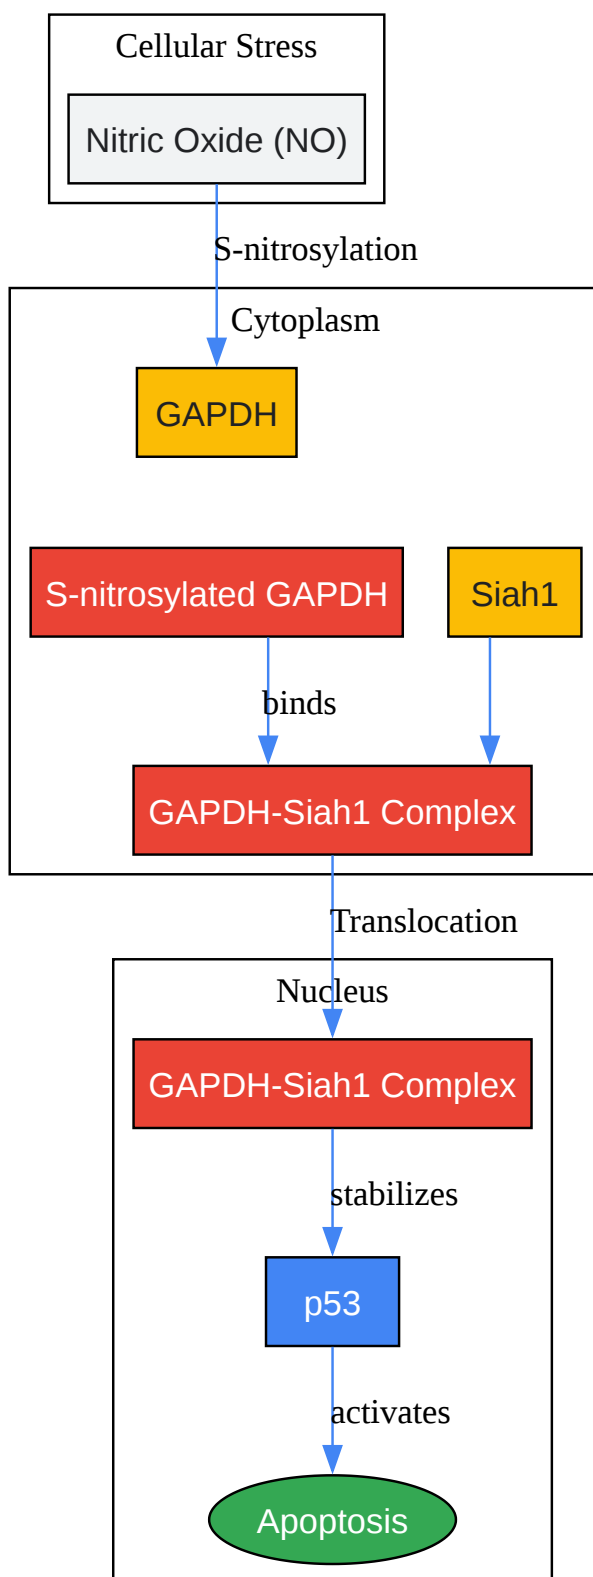 Cellular Stress
Nitric Oxide (NO)
S-nitrosylation
Cytoplasm
GAPDH
S-nitrosylated GAPDH
Siah1
binds
GAPDH-Siah1 Complex
Translocation
Nucleus
GAPDH-Siah1 Complex
stabilizes
p53
activates
Apoptosis